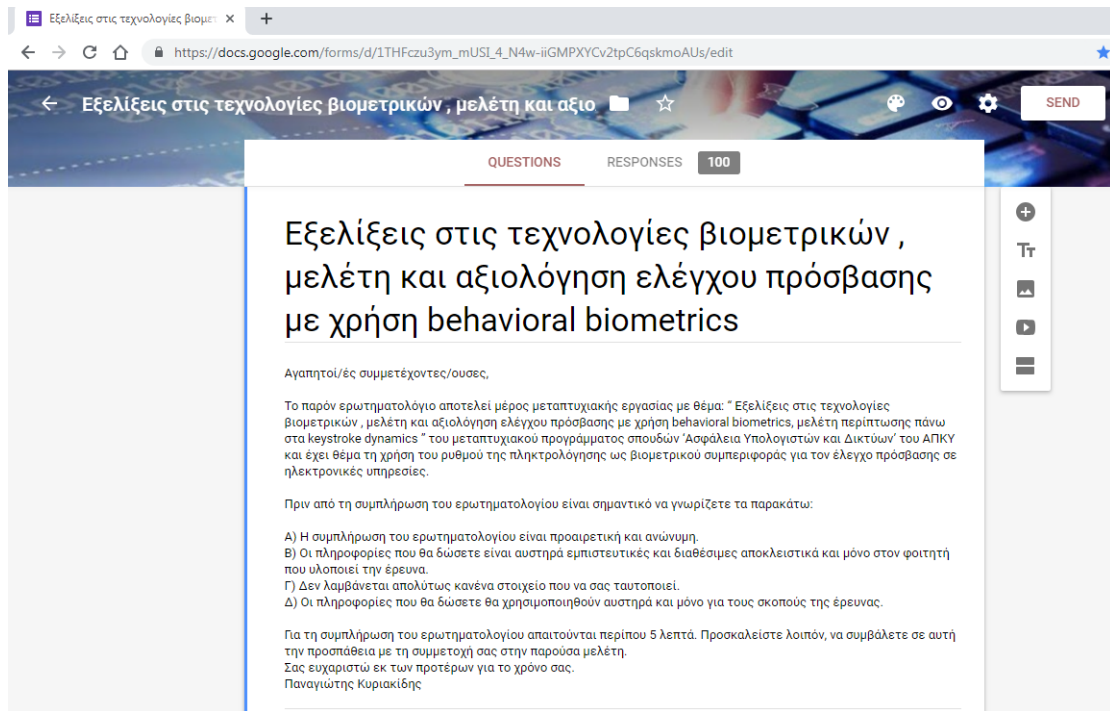 Εξελίξεις στις τεχνολογίες βιομετ
https://docs.google.com/forms/d/1THFczu3ym_mUSI_4_N4w-iiGMPXYCv2tpC6qskmoAUs/edit
Εξελίξεις στις τεχνολογίες βιομετρικών , μελέτη και αξιο
SEND
QUESTIONS RESPONSES 100
Εξελίξεις στις τεχνολογίες βιομετρικών ,
μελέτη και αξιολόγηση ελέγχου πρόσβασης
με χρήση behavioral biometrics
Tт
Αγαπητοί/ές συμμετέχοντες/ουσες,
Το παρόν ερωτηματολόγιο αποτελεί μέρος μεταπτυχιακής εργασίας με θέμα: “ Εξελίξεις στις τεχνολογίες
βιομετρικών , μελέτη και αξιολόγηση ελέγχου πρόσβασης με χρήση behavioral biometrics, μελέτη περίπτωσης πάνω
στα keystroke dynamics ” του μεταπτυχιακού προγράμματος σπουδών ‘Ασφάλεια Υπολογιστών και Δικτύων’ του ΑΠΚΥ
και έχει θέμα τη χρήση του ρυθμού της πληκτρολόγησης ως βιομετρικού συμπεριφοράς για τον έλεγχο πρόσβασης σε
ηλεκτρονικές υπηρεσίες.
Πριν από τη συμπλήρωση του ερωτηματολογίου είναι σημαντικό να γνωρίζετε τα παρακάτω:
Α) Η συμπλήρωση του ερωτηματολογίου είναι προαιρετική και ανώνυμη.
Β) Οι πληροφορίες που θα δώσετε είναι αυστηρά εμπιστευτικές και διαθέσιμες αποκλειστικά και μόνο στον φοιτητή
που υλοποιεί την έρευνα.
Γ) Δεν λαμβάνεται απολύτως κανένα στοιχείο που να σας ταυτοποιεί.
Δ) Οι πληροφορίες που θα δώσετε θα χρησιμοποιηθούν αυστηρά και μόνο για τους σκοπούς της έρευνας.
Για τη συμπλήρωση του ερωτηματολογίου απαιτούνται περίπου 5 λεπτά. Προσκαλείστε λοιπόν, να συμβάλετε σε αυτή
την προσπάθεια με τη συμμετοχή σας στην παρούσα μελέτη.
Σας ευχαριστώ εκ των προτέρων για το χρόνο σας.
Παναγιώτης Κυριακίδης